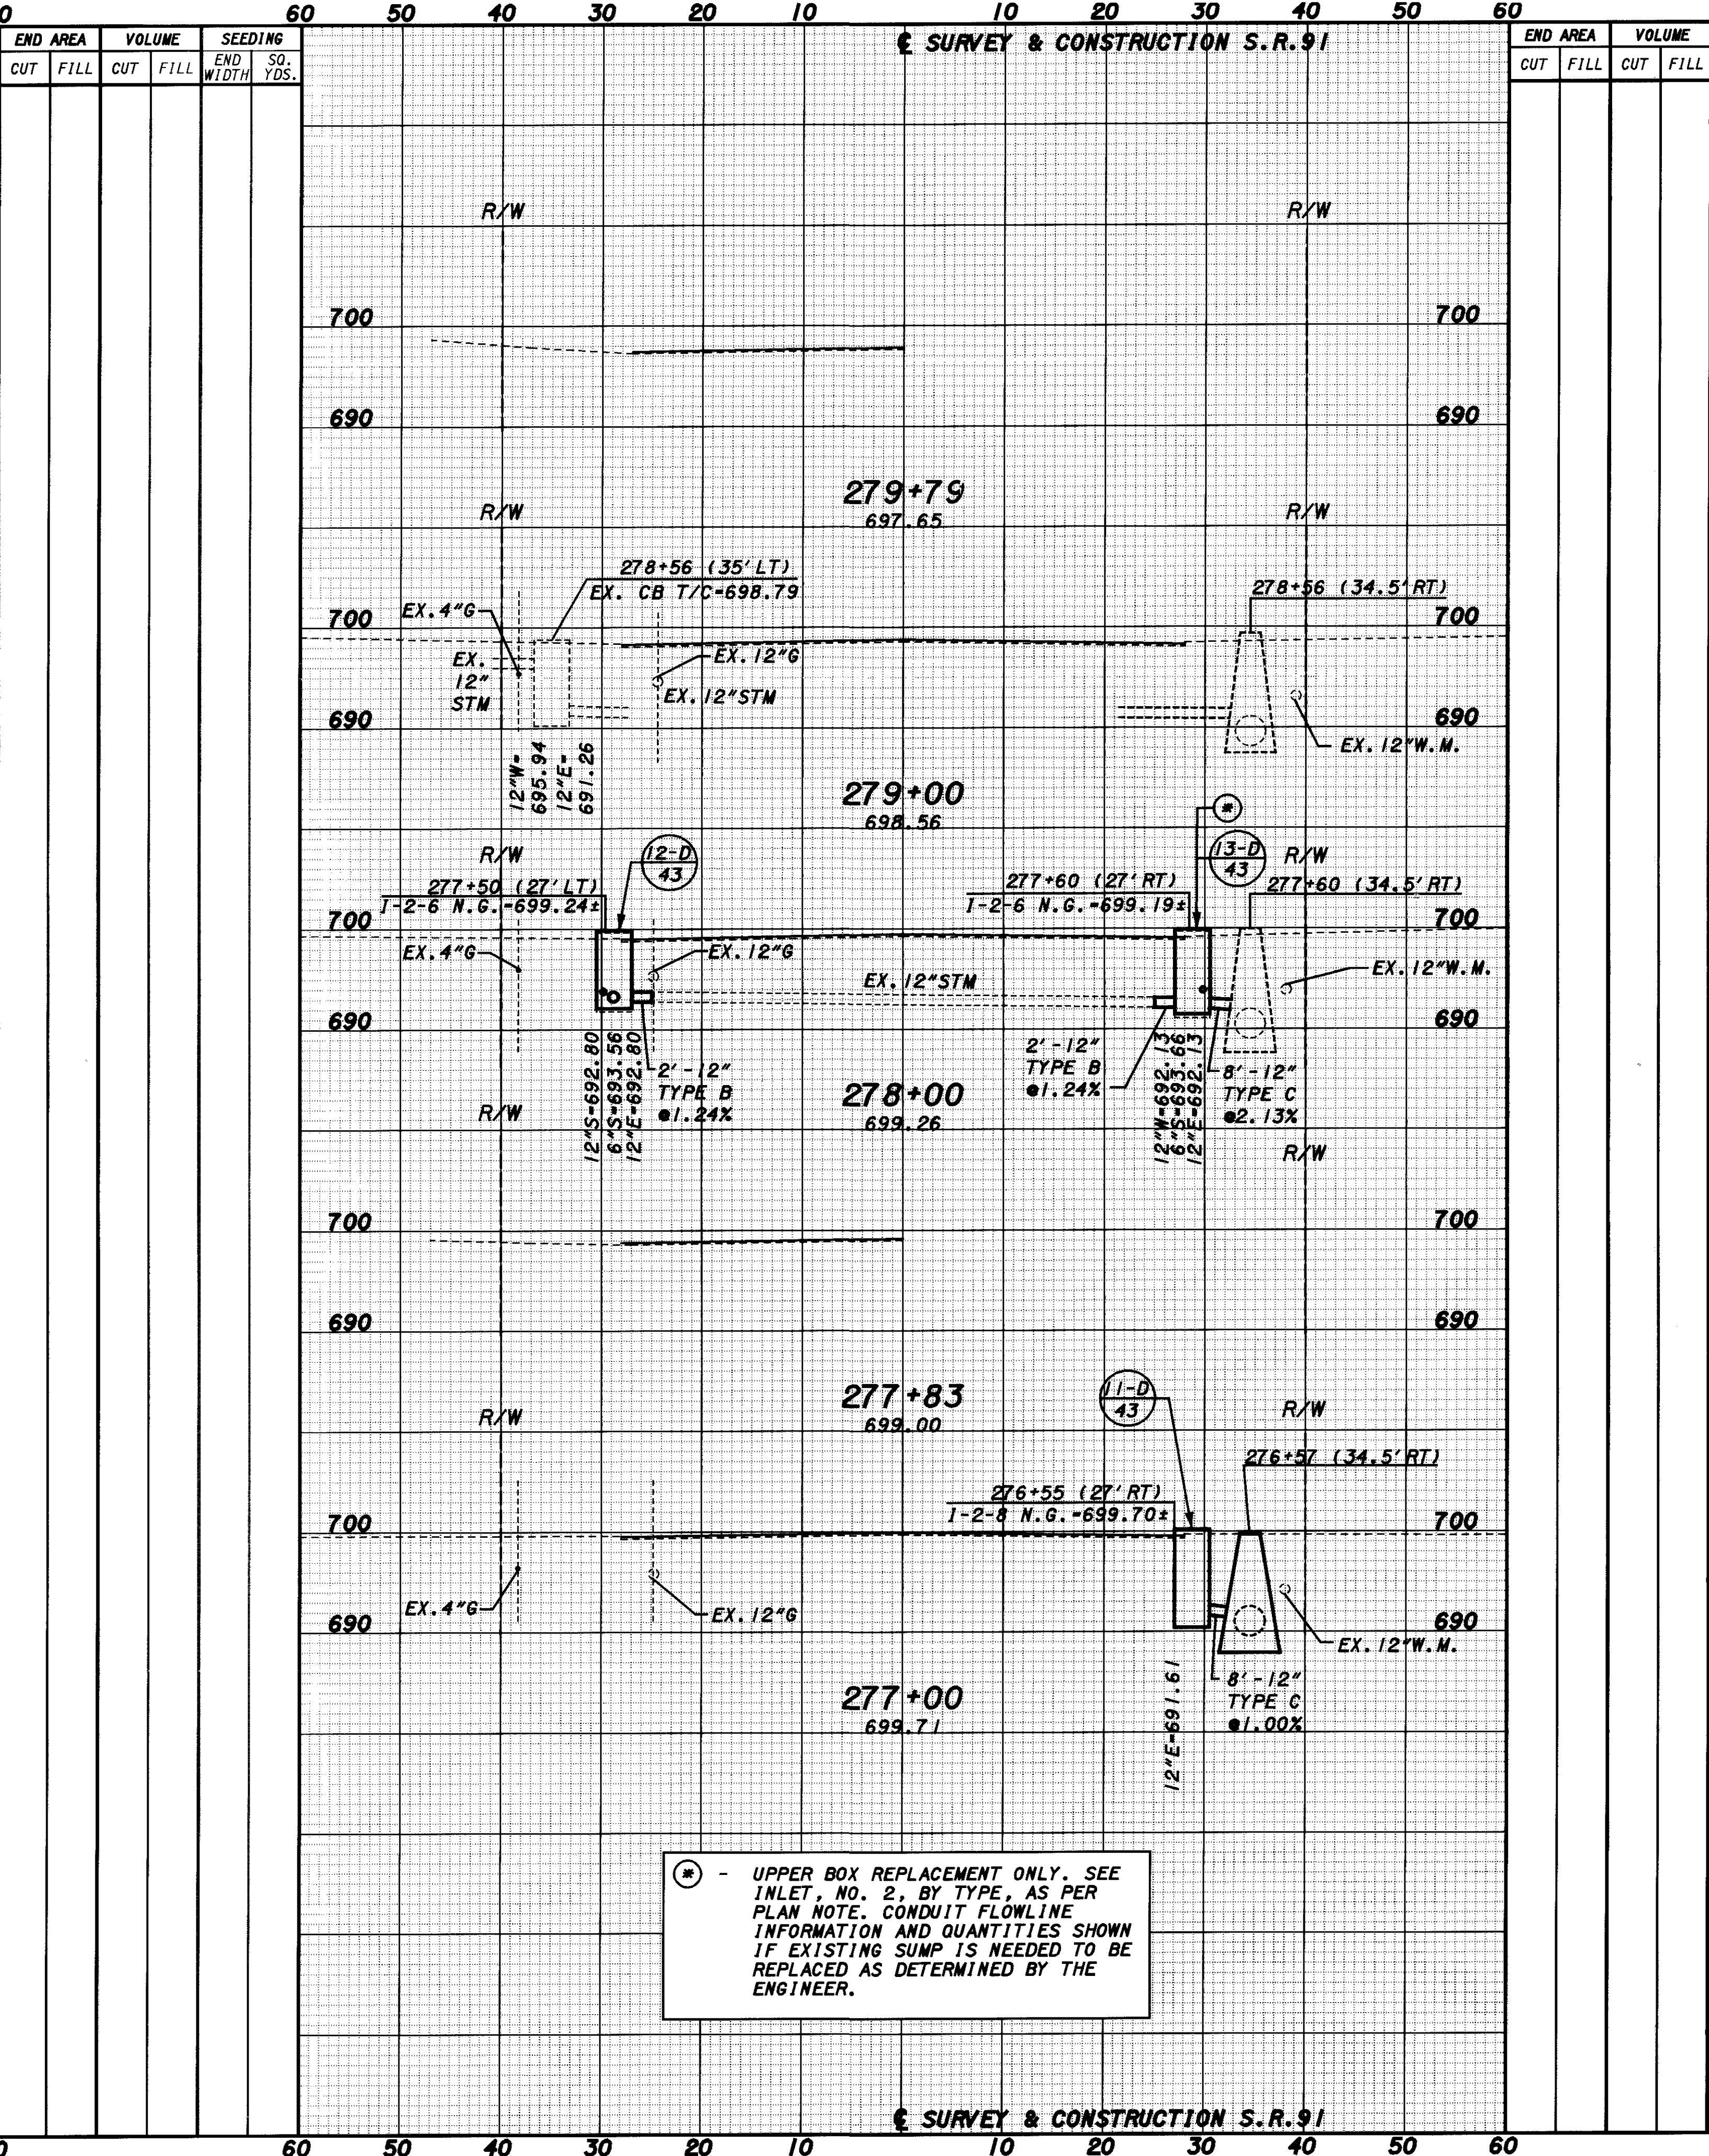 0 60 50 40 30 20 10 10 20 30 40 50 60
END AREA VOLUME SEEDING
CUT FILL CUT FILL END WIDTH SQ. YDS.
℄ SURVEY & CONSTRUCTION S.R.91
END AREA VOLUME
CUT FILL CUT FILL
R/W R/W
700 700
690 690
279+79
697.65
R/W R/W
278+56 (35' LT)
EX. CB T/C=698.79
278+56 (34.5' RT)
EX.4"G
700 700
EX.
12"
STM
EX.12"G
EX.12"STM
690 690
EX.12"W.M.
12"W=
695.94
12"E=
691.26
279+00
698.56
*
12-D
43
13-D
43
R/W R/W
277+50 (27' LT)
I-2-6 N.G.=699.24±
277+60 (27' RT)
I-2-6 N.G.=699.19±
277+60 (34.5' RT)
700 700
EX.4"G
EX.12"G
EX.12"STM
EX.12"W.M.
690 690
12"S=692.80
6"S=693.56
12"E=692.80
2'-12"
TYPE B
@1.24%
2'-12"
TYPE B
@1.24%
12"W=692.13
6"S=693.66
12"E=692.13
8'-12"
TYPE C
@2.13%
278+00
699.26
R/W R/W
700 700
690 690
277+83
699.00
11-D
43
R/W R/W
276+57 (34.5' RT)
276+55 (27' RT)
I-2-8 N.G.=699.70±
700 700
EX.4"G
EX.12"G
690 690
EX.12"W.M.
12"E=691.61
8'-12"
TYPE C
@1.00%
277+00
699.71
* - UPPER BOX REPLACEMENT ONLY. SEE
INLET, NO. 2, BY TYPE, AS PER
PLAN NOTE. CONDUIT FLOWLINE
INFORMATION AND QUANTITIES SHOWN
IF EXISTING SUMP IS NEEDED TO BE
REPLACED AS DETERMINED BY THE
ENGINEER.
℄ SURVEY & CONSTRUCTION S.R.91
0 60 50 40 30 20 10 10 20 30 40 50 60